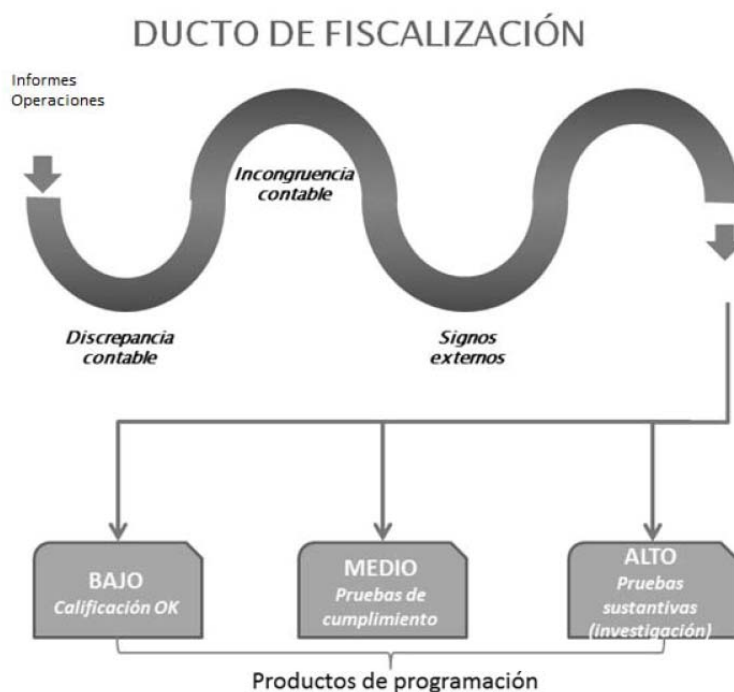 DUCTO DE FISCALIZACIÓN
Informes
Operaciones
Incongruencia
contable
Discrepancia
contable
Signos
externos
BAJO
Calificación OK
MEDIO
Pruebas de
cumplimiento
ALTO
Pruebas
sustantivas
(investigación)
Productos de programación